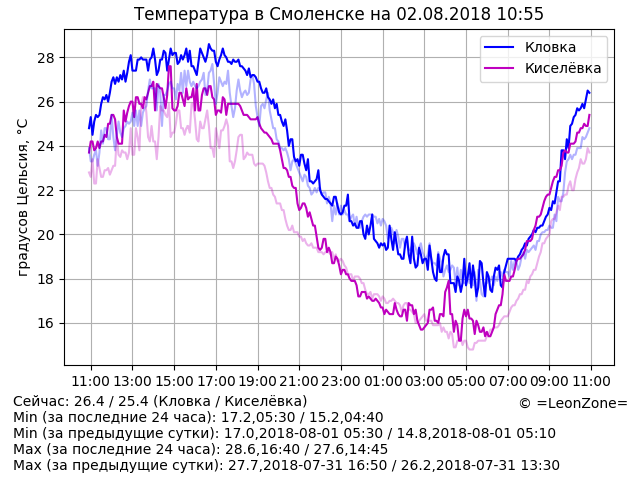 Температура в Смоленске на 02.08.2018 10:55
Кловка
Киселёвка
градусов Цельсия, °C
28
26
24
22
20
18
16
11:00 13:00 15:00 17:00 19:00 21:00 23:00 01:00 03:00 05:00 07:00 09:00 11:00
Сейчас: 26.4 / 25.4 (Кловка / Киселёвка)
© =LeonZone=
Min (за последние 24 часа): 17.2,05:30 / 15.2,04:40
Min (за предыдущие сутки): 17.0,2018-08-01 05:30 / 14.8,2018-08-01 05:10
Max (за последние 24 часа): 28.6,16:40 / 27.6,14:45
Max (за предыдущие сутки): 27.7,2018-07-31 16:50 / 26.2,2018-07-31 13:30